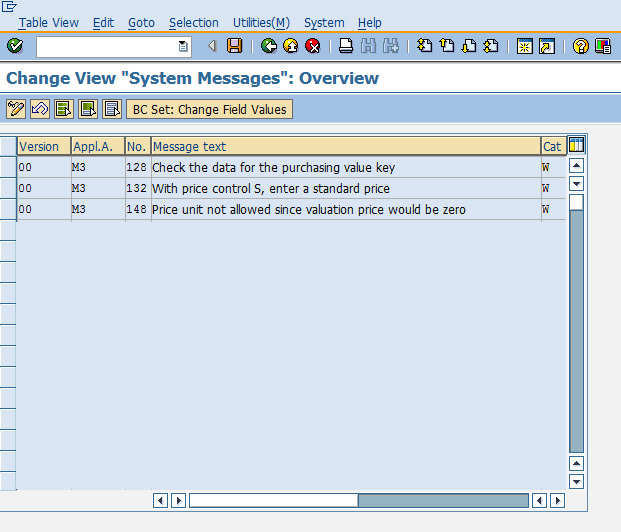 Table View Edit Goto Selection Utilities(M) System Help
Change View "System Messages": Overview
BC Set: Change Field Values
Version Appl.A. No. Message text Cat
00 M3 128 Check the data for the purchasing value key W
00 M3 132 With price control S, enter a standard price W
00 M3 148 Price unit not allowed since valuation price would be zero W